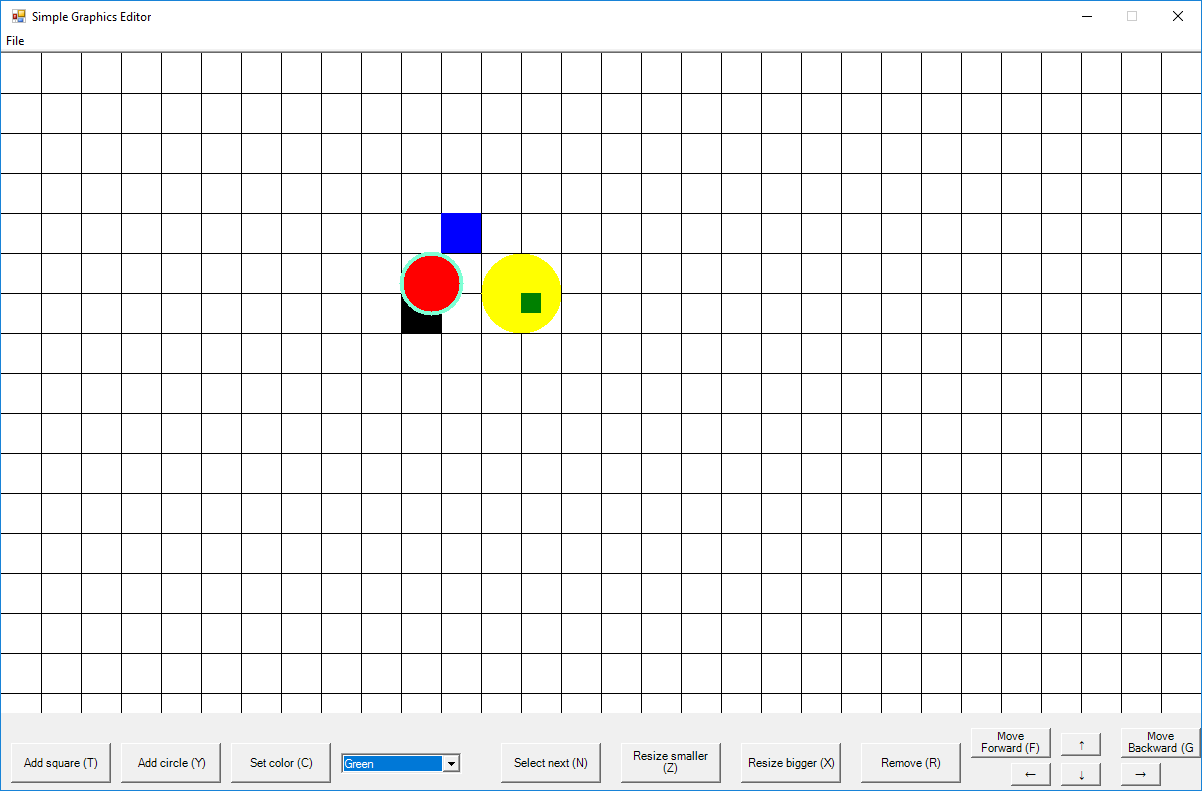 Simple Graphics Editor
File
Add square (T)
Add circle (Y)
Set color (C)
Green
Select next (N)
Resize smaller
(Z)
Resize bigger (X)
Remove (R)
Move
Forward (F)
↑
Move
Backward (G
←
↓
→